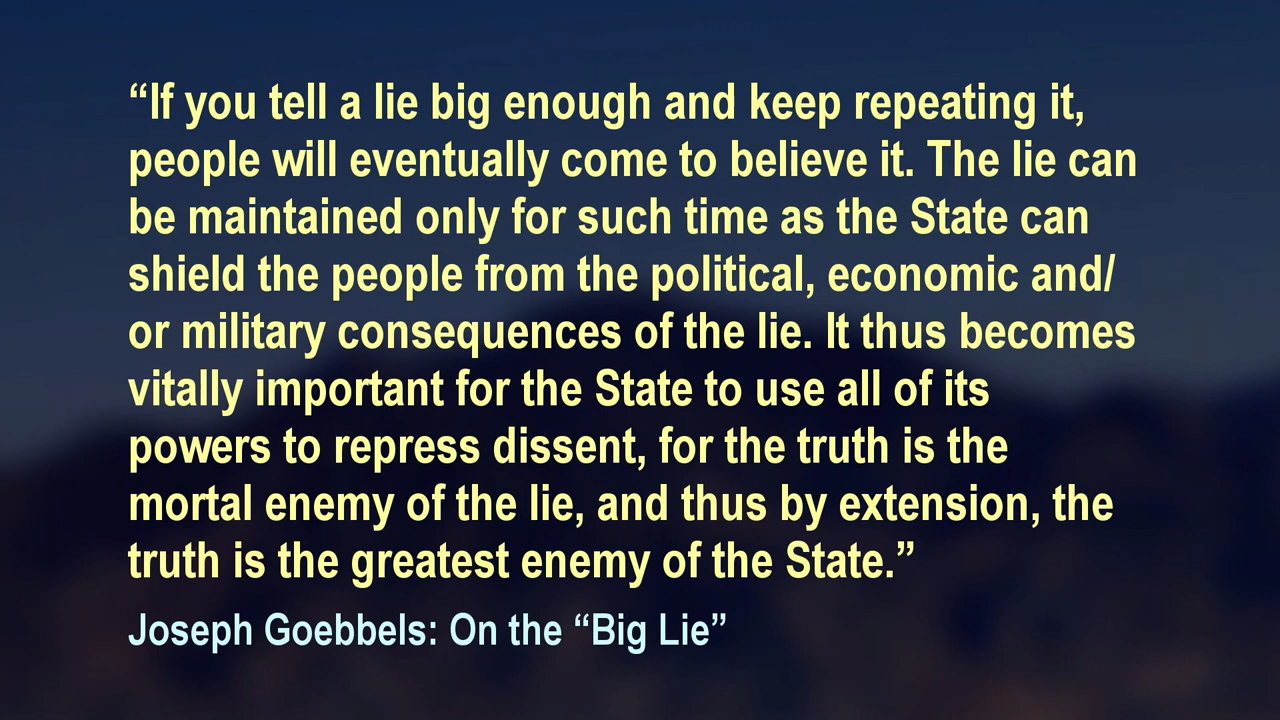 “If you tell a lie big enough and keep repeating it,
people will eventually come to believe it. The lie can
be maintained only for such time as the State can
shield the people from the political, economic and/
or military consequences of the lie. It thus becomes
vitally important for the State to use all of its
powers to repress dissent, for the truth is the
mortal enemy of the lie, and thus by extension, the
truth is the greatest enemy of the State.”
Joseph Goebbels: On the “Big Lie”